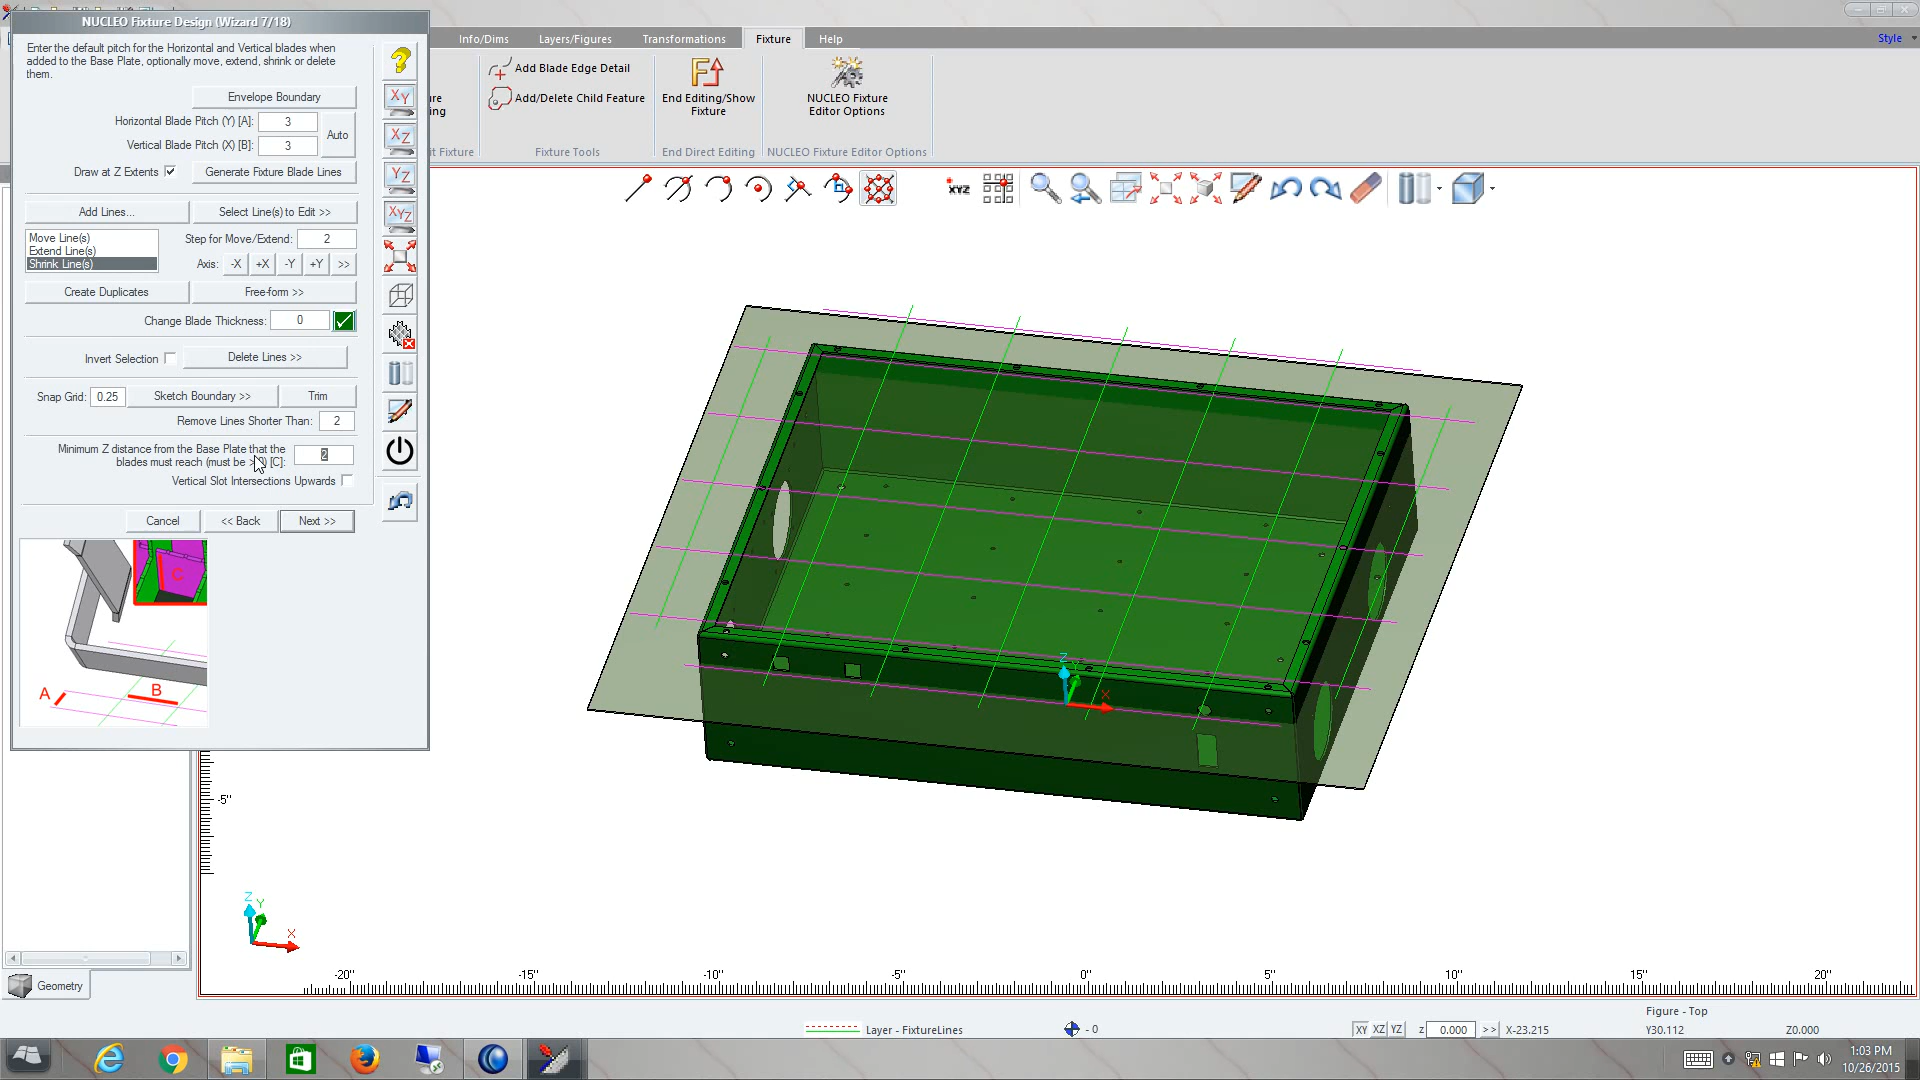 NUCLEO Fixture Design (Wizard 7/18)
Enter the default pitch for the Horizontal and Vertical blades when
added to the Base Plate, optionally move, extend, shrink or delete
them.
Envelope Boundary
Horizontal Blade Pitch (Y) [A]: 3
Vertical Blade Pitch (X) [B]: 3
Auto
Draw at Z Extents
Generate Fixture Blade Lines
Add Lines...
Select Line(s) to Edit >>
Move Line(s)
Extend Line(s)
Shrink Line(s)
Step for Move/Extend: 2
Axis: -X +X -Y +Y >>
Create Duplicates
Free-form >>
Change Blade Thickness: 0
Invert Selection
Delete Lines >>
Snap Grid: 0.25
Sketch Boundary >>
Trim
Remove Lines Shorter Than: 2
Minimum Z distance from the Base Plate that the
blades must reach (must be > 0) [C]: 2
Vertical Slot Intersections Upwards
Cancel
<< Back
Next >>
C
A
B
XY
XZ
YZ
XYZ
Info/Dims
Layers/Figures
Transformations
Fixture
Help
Style
Add Blade Edge Detail
Add/Delete Child Feature
Fixture Tools
End Editing/Show
Fixture
End Direct Editing
NUCLEO Fixture
Editor Options
NUCLEO Fixture Editor Options
XYZ
Z
X
Z
Y
X
-5"
-20" -15" -10" -5" 0" 5" 10" 15" 20"
Geometry
Layer - FixtureLines
- 0
XY XZ YZ
z 0.000 >>
Figure - Top
X-23.215
Y30.112
Z0.000
1:03 PM
10/26/2015